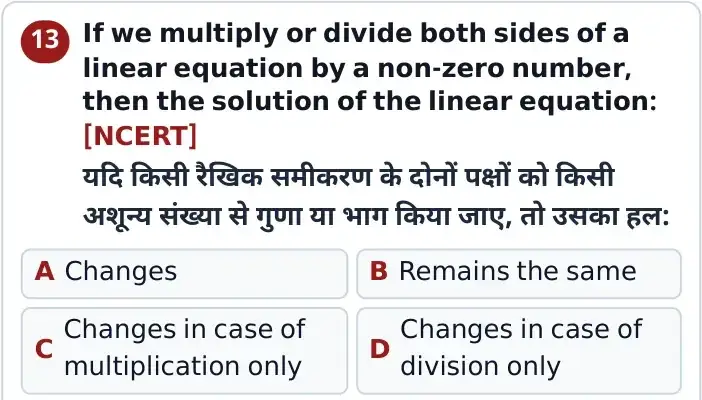 13 If we multiply or divide both sides of a
linear equation by a non-zero number,
then the solution of the linear equation:
[NCERT]
यदि किसी रैखिक समीकरण के दोनों पक्षों को किसी
अशून्य संख्या से गुणा या भाग किया जाए, तो उसका हल:
A Changes
B Remains the same
C Changes in case of
multiplication only
D Changes in case of
division only